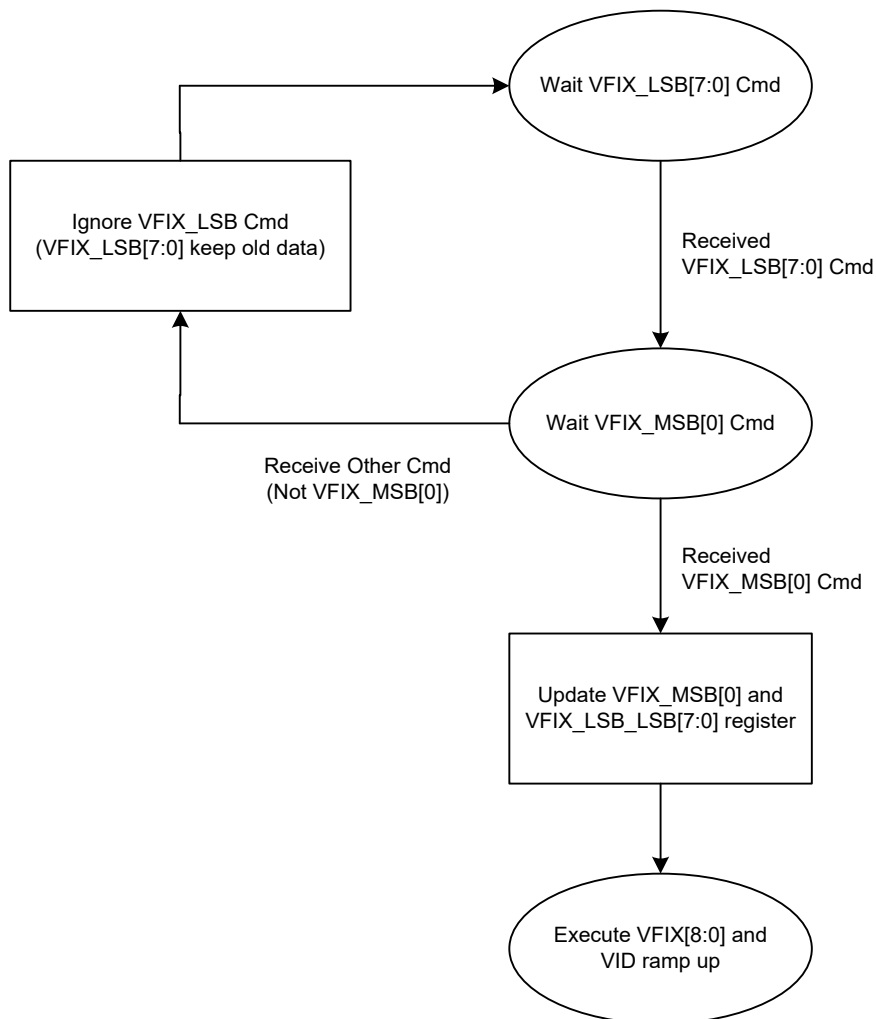 Wait VFIX_LSB[7:0] Cmd
Ignore VFIX_LSB Cmd
(VFIX_LSB[7:0] keep old data)
Received
VFIX_LSB[7:0] Cmd
Wait VFIX_MSB[0] Cmd
Receive Other Cmd
(Not VFIX_MSB[0])
Received
VFIX_MSB[0] Cmd
Update VFIX_MSB[0] and
VFIX_LSB_LSB[7:0] register
Execute VFIX[8:0] and
VID ramp up